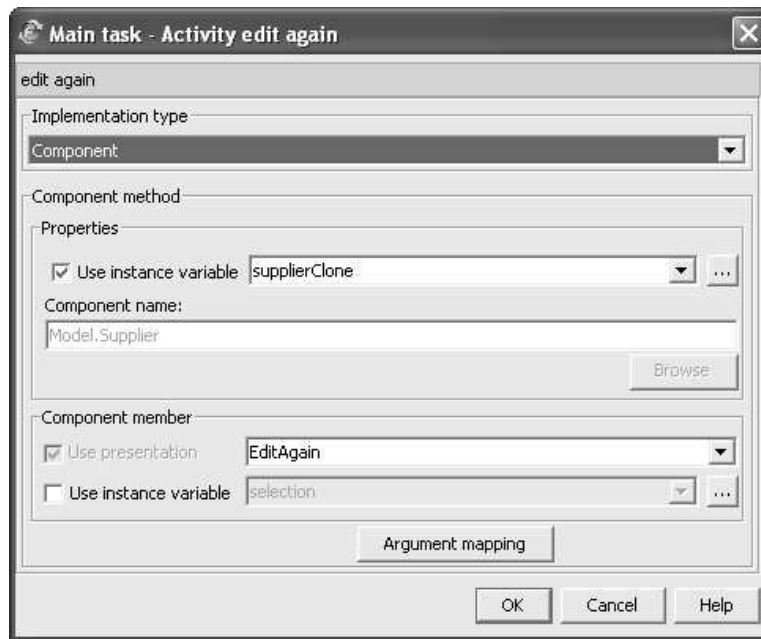 Main task - Activity edit again
edit again
Implementation type
Component
Component method
Properties
Use instance variable supplierClone ...
Component name:
Model.Supplier
Browse
Component member
Use presentation EditAgain
Use instance variable selection ...
Argument mapping
OK Cancel Help